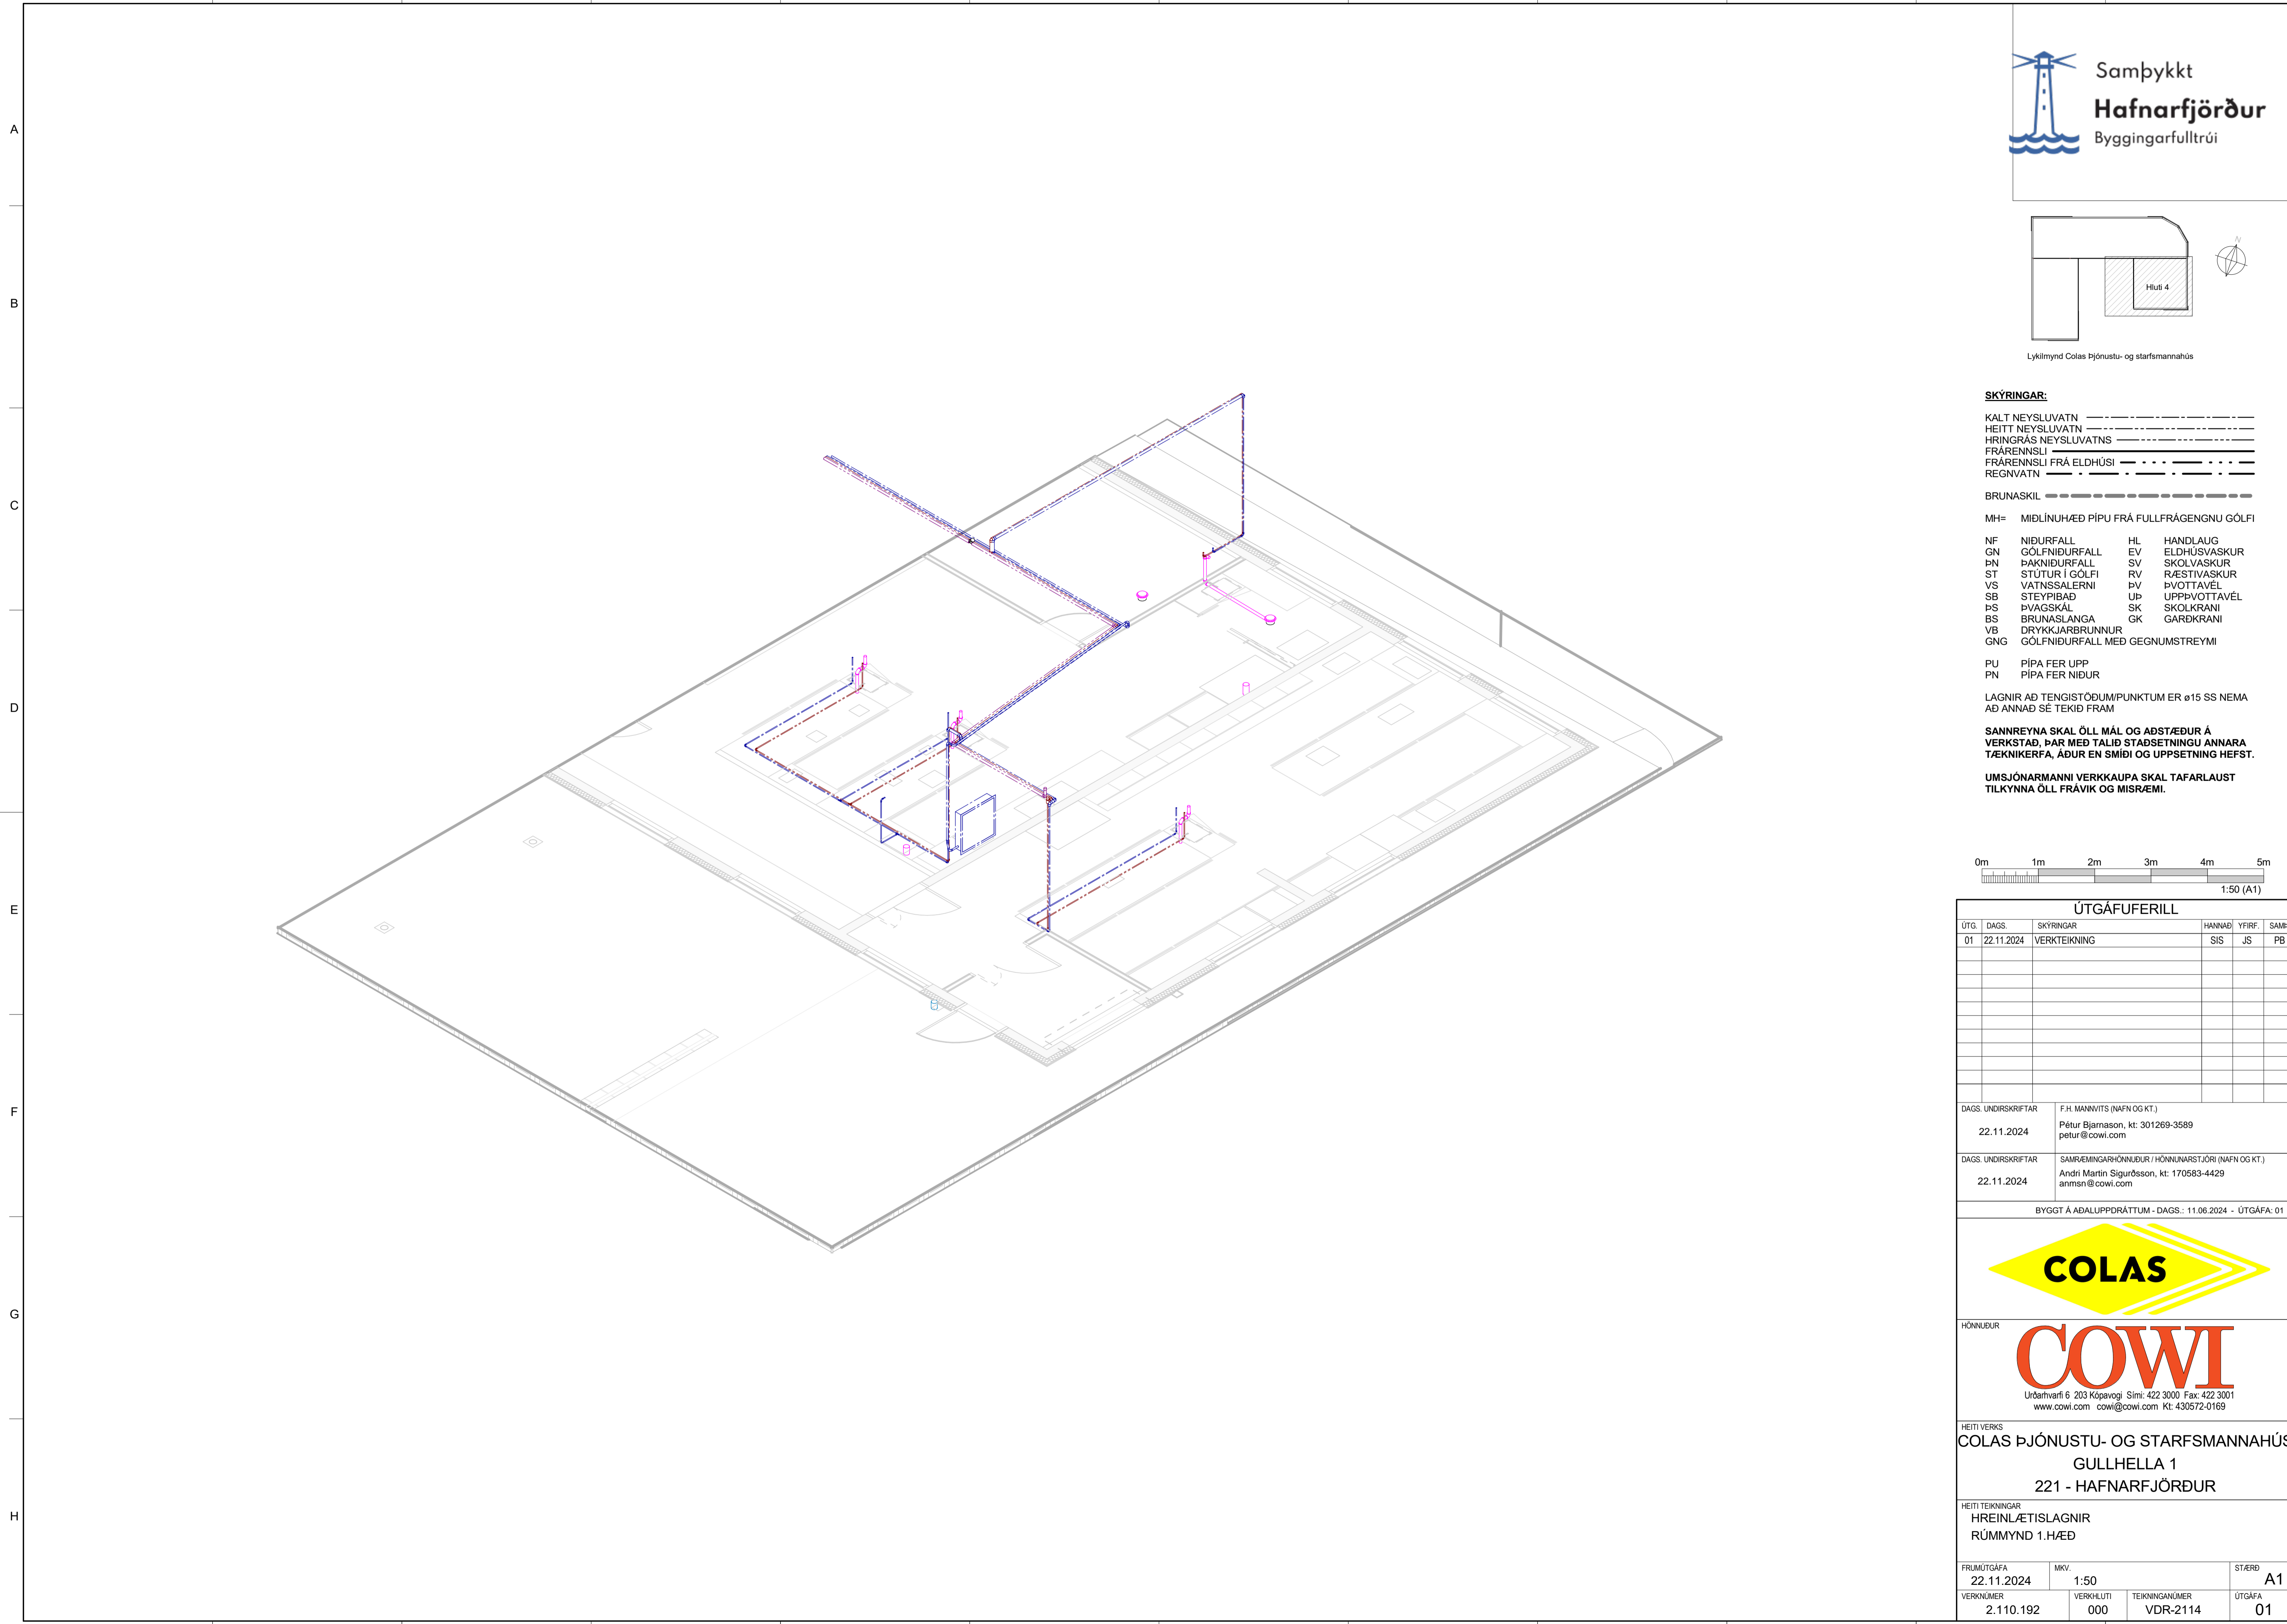 A
B
C
D
E
F
G
H
Samþykkt
Hafnarfjörður
Byggingarfulltrúi
N
Hluti 4
Lykilmynd Colas Þjónustu- og starfsmannahús
SKÝRINGAR:
KALT NEYSLUVATN
HEITT NEYSLUVATN
HRINGRÁS NEYSLUVATNS
FRÁRENNSLI
FRÁRENNSLI FRÁ ELDHÚSI
REGNVATN
BRUNASKIL
MH= MIÐLÍNUHÆÐ PÍPU FRÁ FULLFRÁGENGNU GÓLFI
NF NIÐURFALL HL HANDLAUG
GN GÓLFNIÐURFALL EV ELDHÚSVASKUR
ÞN ÞAKNIÐURFALL SV SKOLVASKUR
ST STÚTUR Í GÓLFI RV RÆSTIVASKUR
VS VATNSSALERNI ÞV ÞVOTTAVÉL
SB STEYPIBAÐ UÞ UPPÞVOTTAVÉL
ÞS ÞVAGSKÁL SK SKOLKRANI
BS BRUNASLANGA GK GARÐKRANI
VB DRYKKJARBRUNNUR
GNG GÓLFNIÐURFALL MEÐ GEGNUMSTREYMI
PU PÍPA FER UPP
PN PÍPA FER NIÐUR
LAGNIR AÐ TENGISTÖÐUM/PUNKTUM ER ø15 SS NEMA
AÐ ANNAÐ SÉ TEKIÐ FRAM
SANNREYNA SKAL ÖLL MÁL OG AÐSTÆÐUR Á
VERKSTAÐ, ÞAR MEÐ TALIÐ STAÐSETNINGU ANNARA
TÆKNIKERFA, ÁÐUR EN SMÍÐI OG UPPSETNING HEFST.
UMSJÓNARMANNI VERKKAUPA SKAL TAFARLAUST
TILKYNNA ÖLL FRÁVIK OG MISRÆMI.
0m 1m 2m 3m 4m 5m
1:50 (A1)
ÚTGÁFUFERILL
ÚTG. DAGS. SKÝRINGAR HANNAÐ YFIRF. SAMÞ
01 22.11.2024 VERKTEIKNING SIS JS PB
DAGS. UNDIRSKRIFTAR F.H. MANNVITS (NAFN OG KT.)
22.11.2024 Pétur Bjarnason, kt: 301269-3589
petur@cowi.com
DAGS. UNDIRSKRIFTAR SAMRÆMINGARHÖNNUÐUR / HÖNNUNARSTJÓRI (NAFN OG KT.)
22.11.2024 Andri Martin Sigurðsson, kt: 170583-4429
anmsn@cowi.com
BYGGT Á AÐALUPPDRÁTTUM - DAGS.: 11.06.2024 - ÚTGÁFA: 01
COLAS
HÖNNUÐUR
COWI
Urðarhvarfi 6 203 Kópavogi Sími: 422 3000 Fax: 422 3001
www.cowi.com cowi@cowi.com Kt: 430572-0169
HEITI VERKS
COLAS ÞJÓNUSTU- OG STARFSMANNAHÚS
GULLHELLA 1
221 - HAFNARFJÖRÐUR
HEITI TEIKNINGAR
HREINLÆTISLAGNIR
RÚMMYND 1.HÆÐ
FRUMÚTGÁFA MKV. STÆRÐ
22.11.2024 1:50 A1
VERKNÚMER VERKHLUTI TEIKNINGANÚMER ÚTGÁFA
2.110.192 000 VDR-2114 01